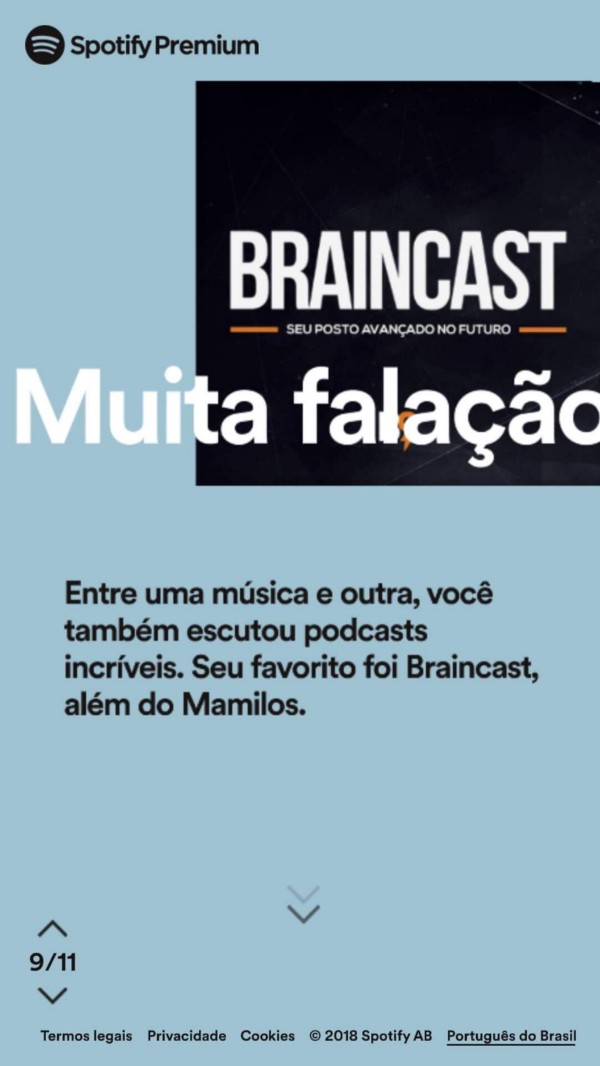 Spotify Premium
BRAINCAST
SEU POSTO AVANÇADO NO FUTURO
Muita falação
Entre uma música e outra, você
também escutou podcasts
incríveis. Seu favorito foi Braincast,
além do Mamilos.
9/11
Termos legais Privacidade Cookies © 2018 Spotify AB Português do Brasil